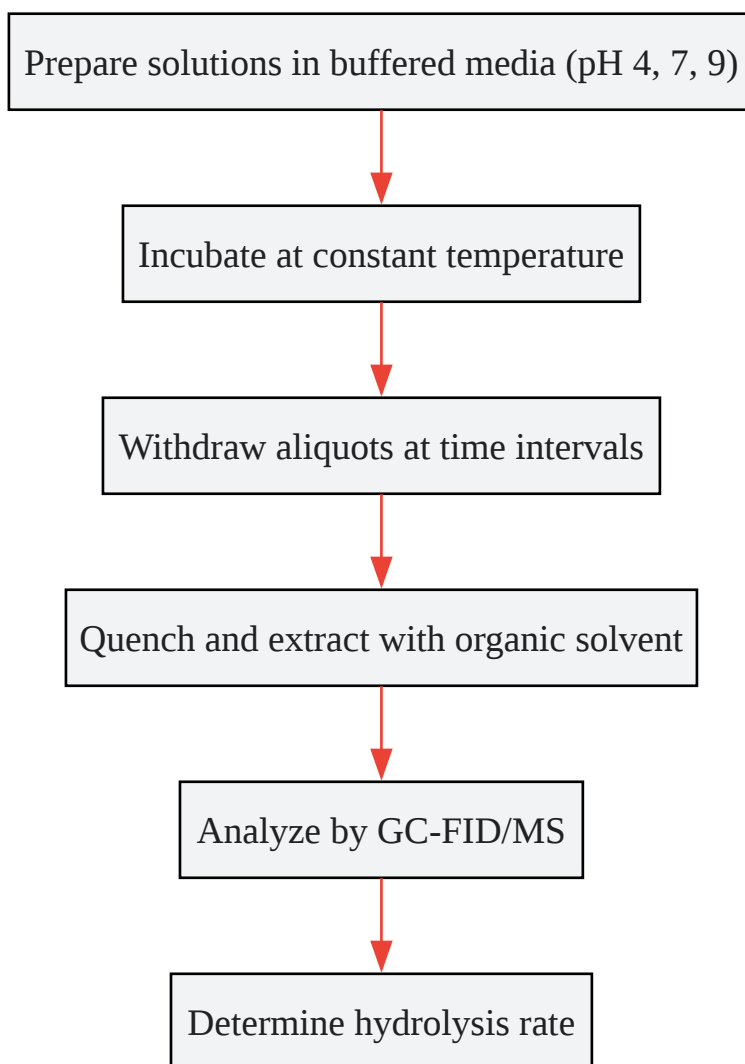 Prepare solutions in buffered media (pH 4, 7, 9)
Incubate at constant temperature
Withdraw aliquots at time intervals
Quench and extract with organic solvent
Analyze by GC-FID/MS
Determine hydrolysis rate